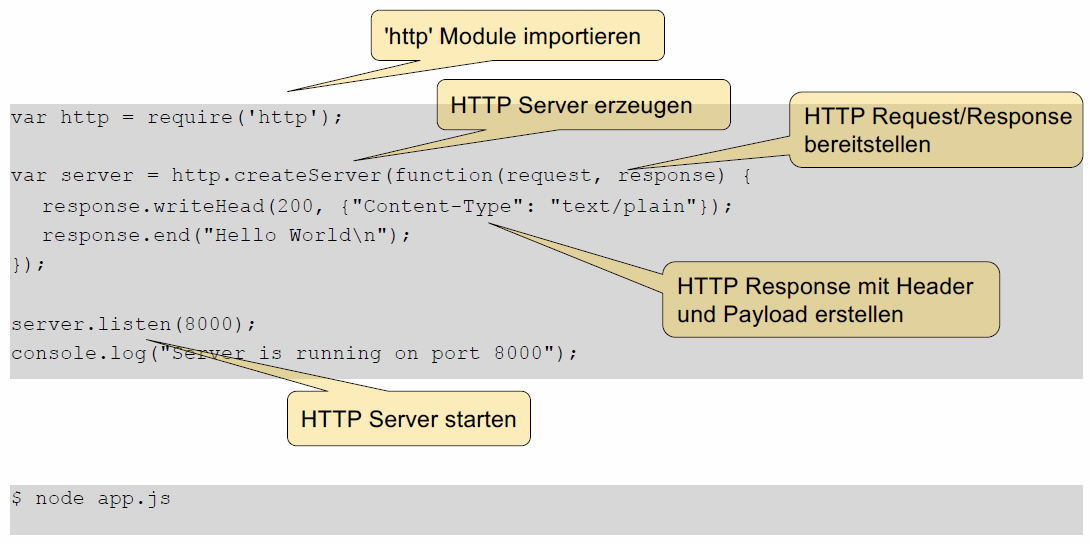 'http' Module importieren
HTTP Server erzeugen
HTTP Request/Response
bereitstellen
var http = require('http');
var server = http.createServer(function(request, response) {
response.writeHead(200, {"Content-Type": "text/plain"});
response.end("Hello World\n");
});
HTTP Response mit Header
und Payload erstellen
server.listen(8000);
console.log("Server is running on port 8000");
HTTP Server starten
$ node app.js